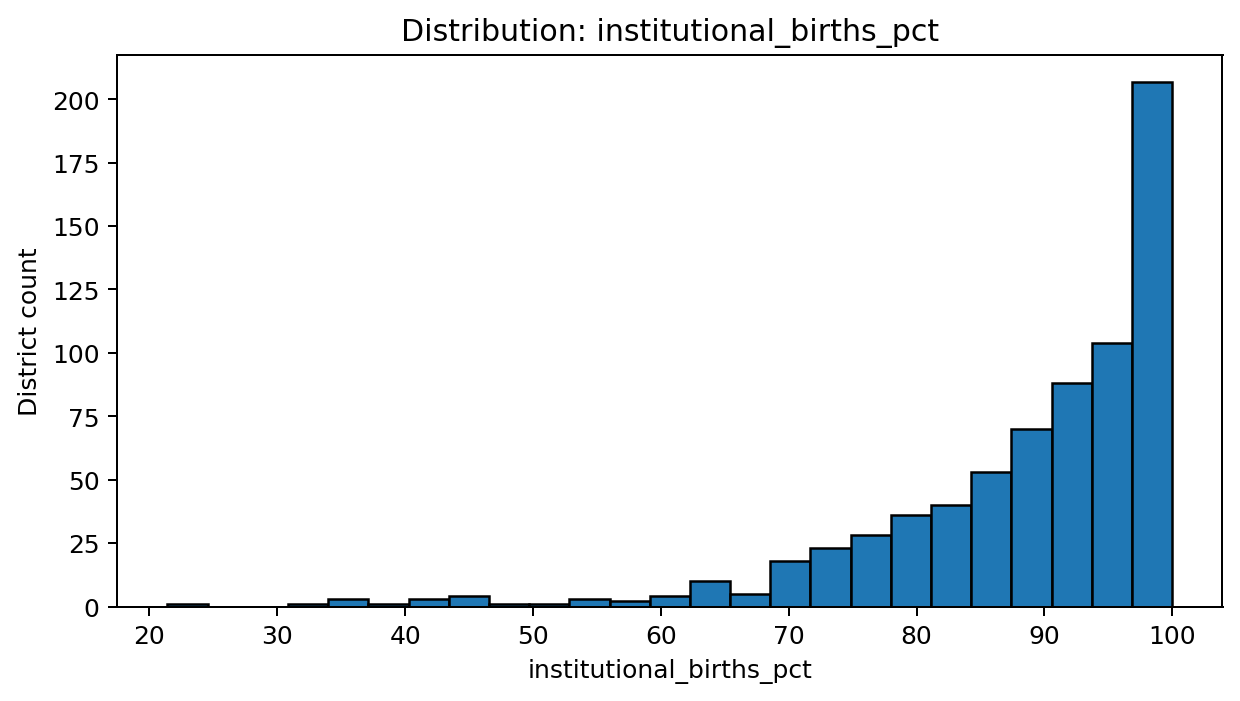 Distribution: institutional_births_pct
200
175
150
125
100
75
50
25
0
District count
20 30 40 50 60 70 80 90 100
institutional_births_pct